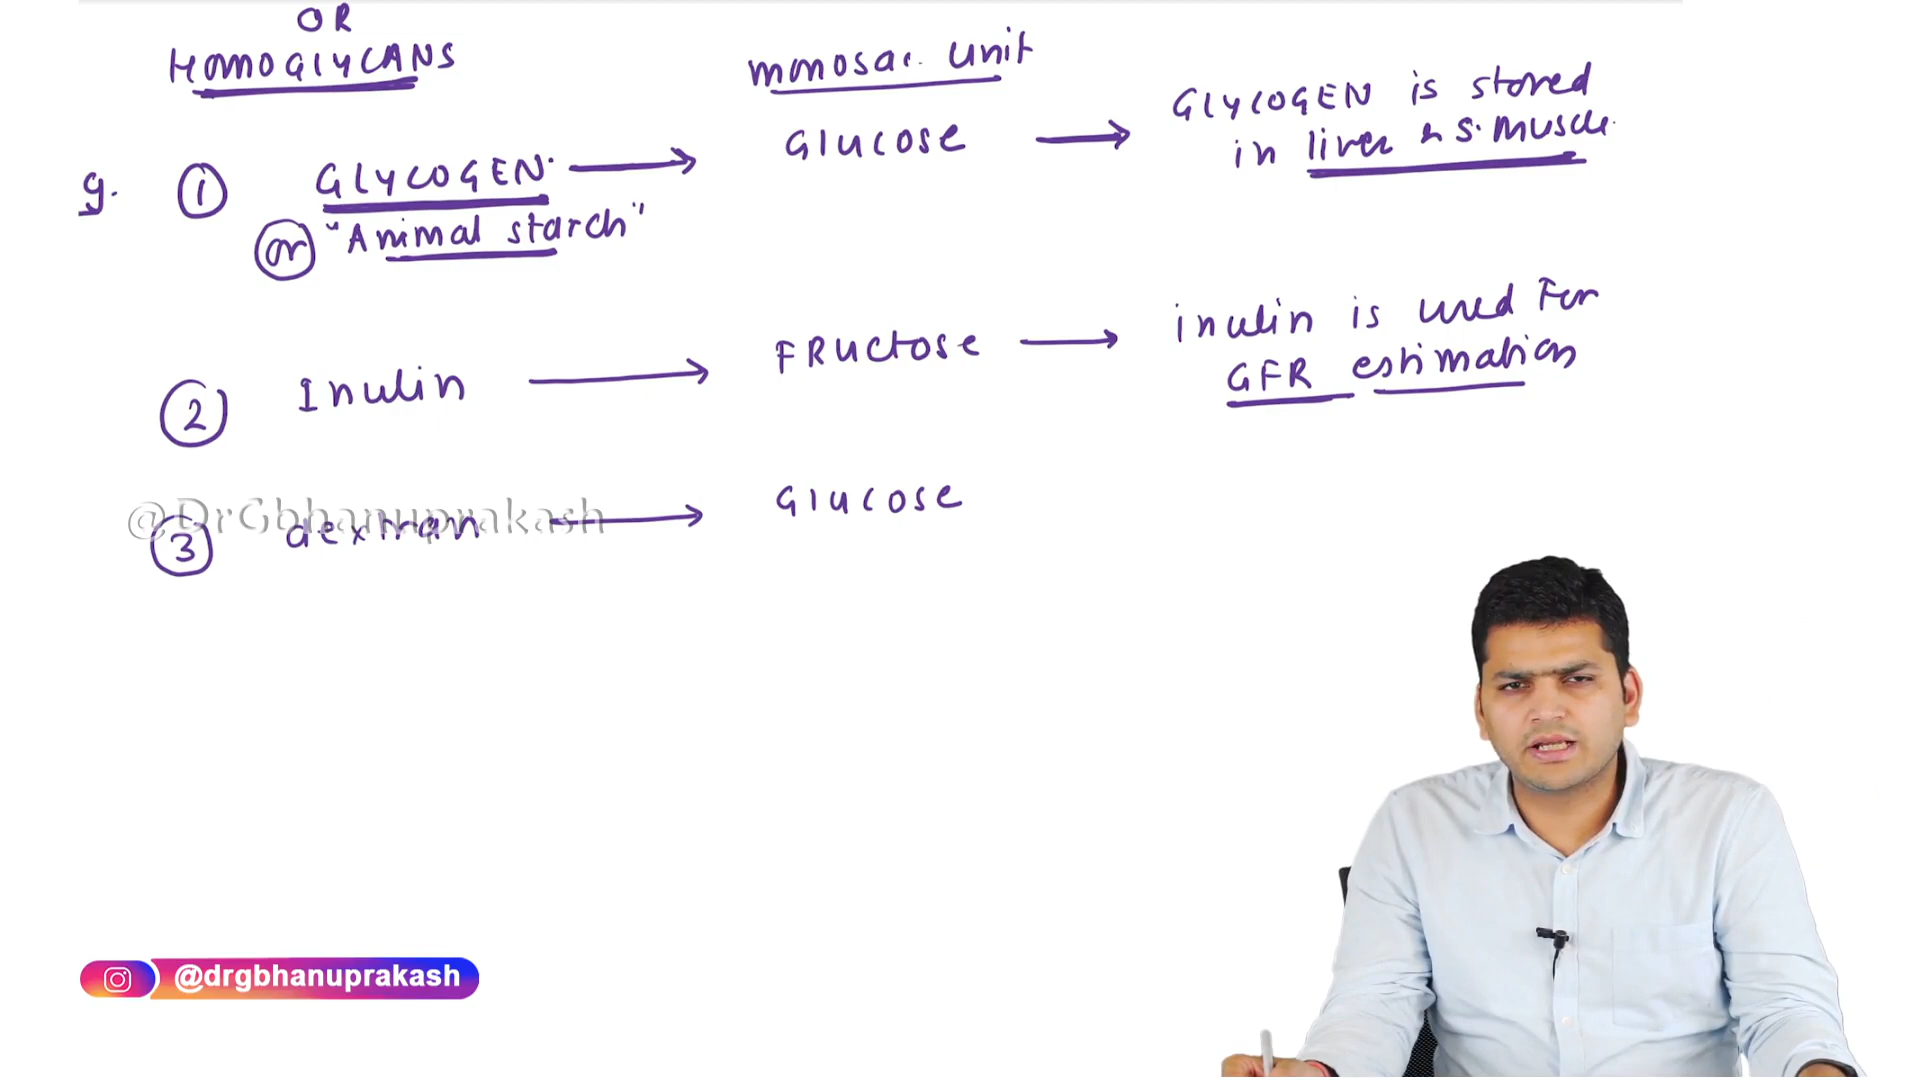 OR
HOMOGLYCANS
monosac. unit
g. ① GLYCOGEN. → Glucose → GLYCOGEN is stored
in liver & S. Muscle.
or "Animal starch"
② Inulin → FRuctose → inulin is used For
GFR estimation
③ dextran → Glucose
@DrGbhanuprakash
@drgbhanuprakash